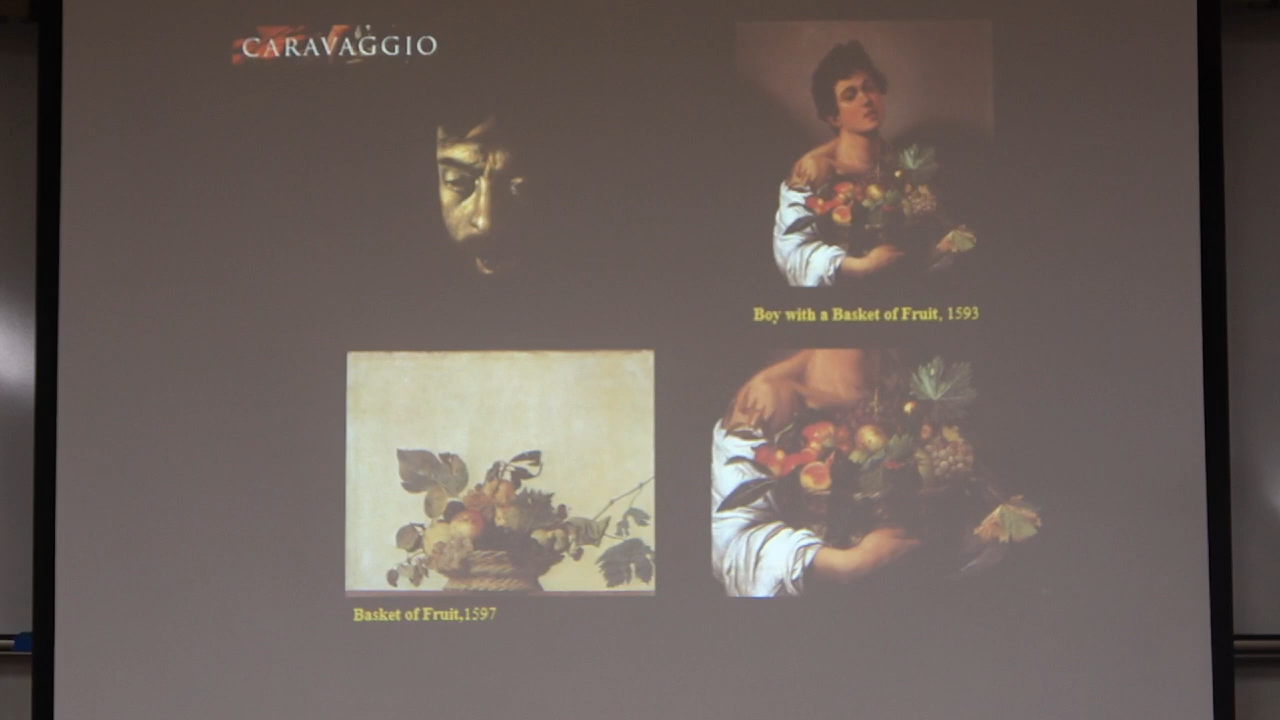 CARAVAGGIO
Boy with a Basket of Fruit, 1593
Basket of Fruit,1597